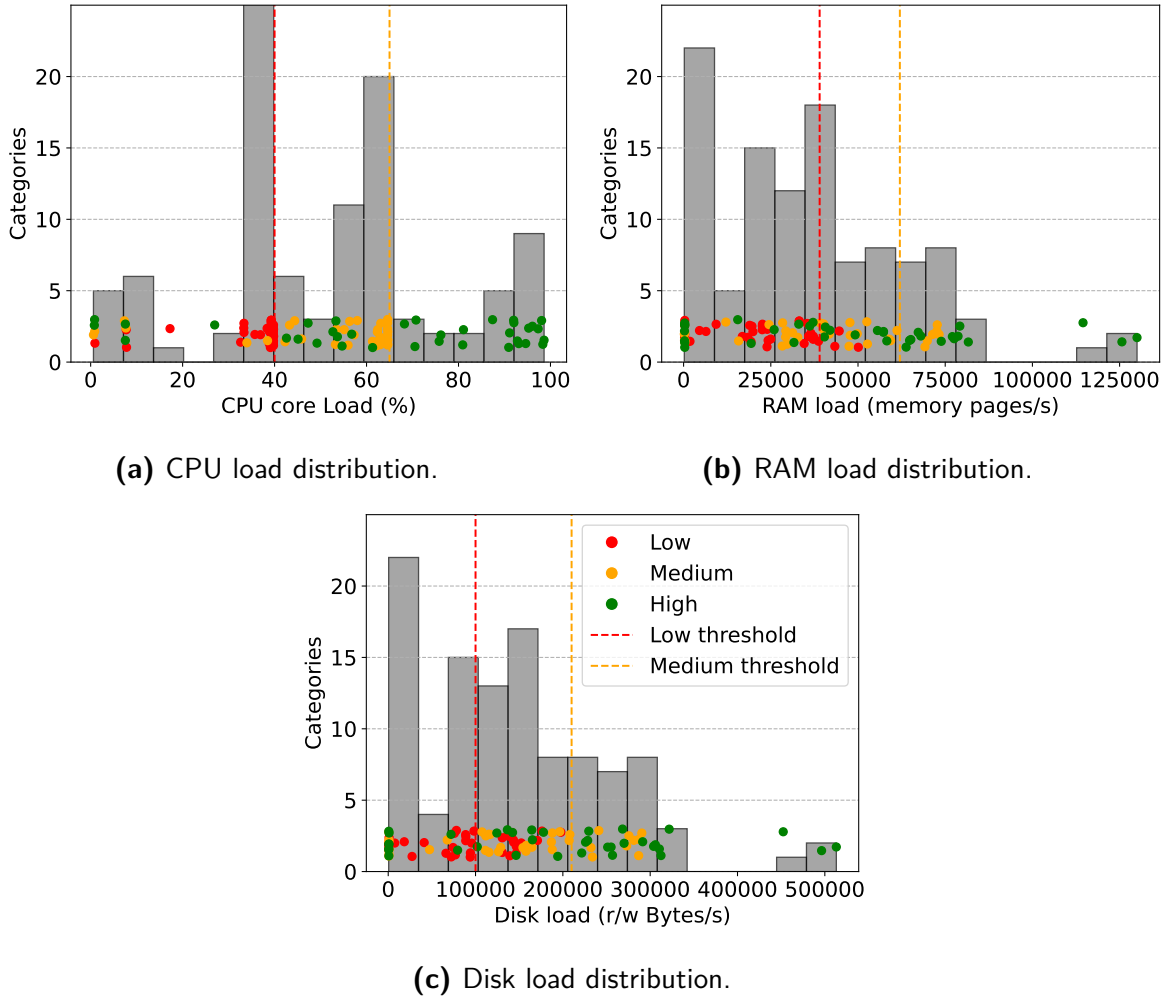 20
15
10
5
0
Categories
0 20 40 60 80 100
CPU core Load (%)
(a) CPU load distribution.
20
15
10
5
0
Categories
0 25000 50000 75000 100000 125000
RAM load (memory pages/s)
(b) RAM load distribution.
20
15
10
5
0
Categories
Low
Medium
High
Low threshold
Medium threshold
0 100000 200000 300000 400000 500000
Disk load (r/w Bytes/s)
(c) Disk load distribution.